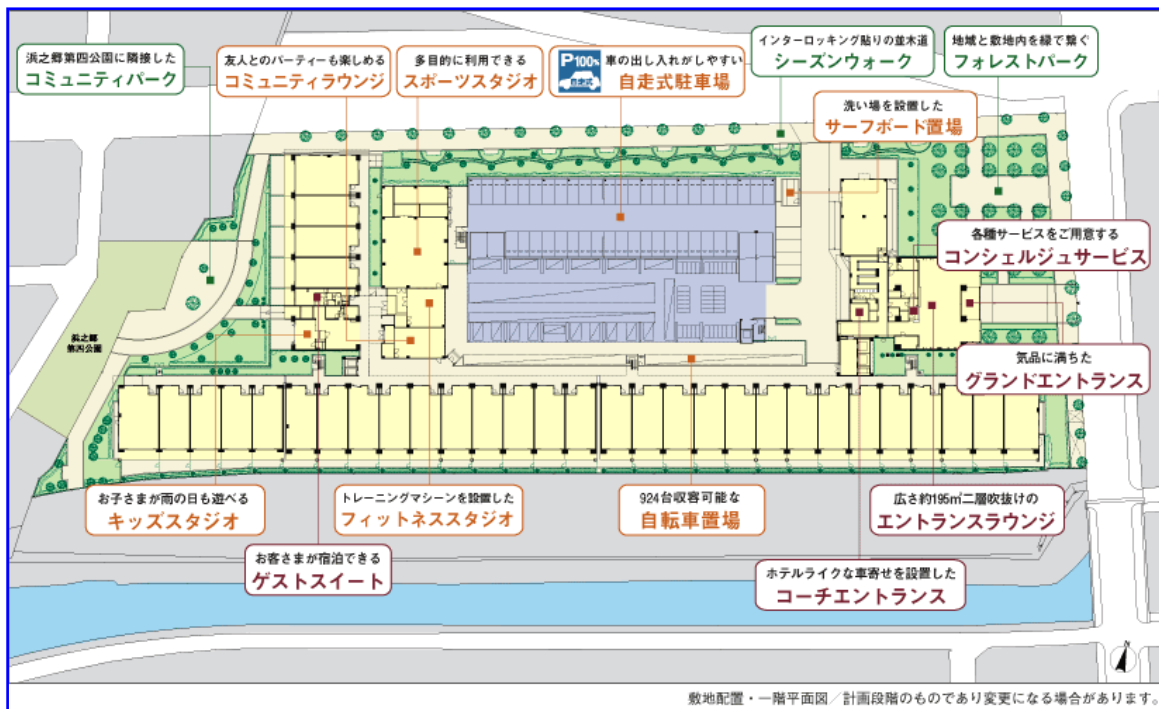 浜之郷第四公園に隣接した
コミュニティパーク
友人とのパーティーも楽しめる
コミュニティラウンジ
多目的に利用できる
スポーツスタジオ
P100%
自走式
車の出し入れがしやすい
自走式駐車場
インターロッキング貼りの並木道
シーズンウォーク
地域と敷地内を緑で繋ぐ
フォレストパーク
洗い場を設置した
サーフボード置場
各種サービスをご用意する
コンシェルジュサービス
浜之郷
第四公園
気品に満ちた
グランドエントランス
お子さまが雨の日も遊べる
キッズスタジオ
トレーニングマシーンを設置した
フィットネススタジオ
924台収容可能な
自転車置場
広さ約195㎡二層吹抜けの
エントランスラウンジ
お客さまが宿泊できる
ゲストスイート
ホテルライクな車寄せを設置した
コーチエントランス
N
敷地配置・一階平面図／計画段階のものであり変更になる場合があります。